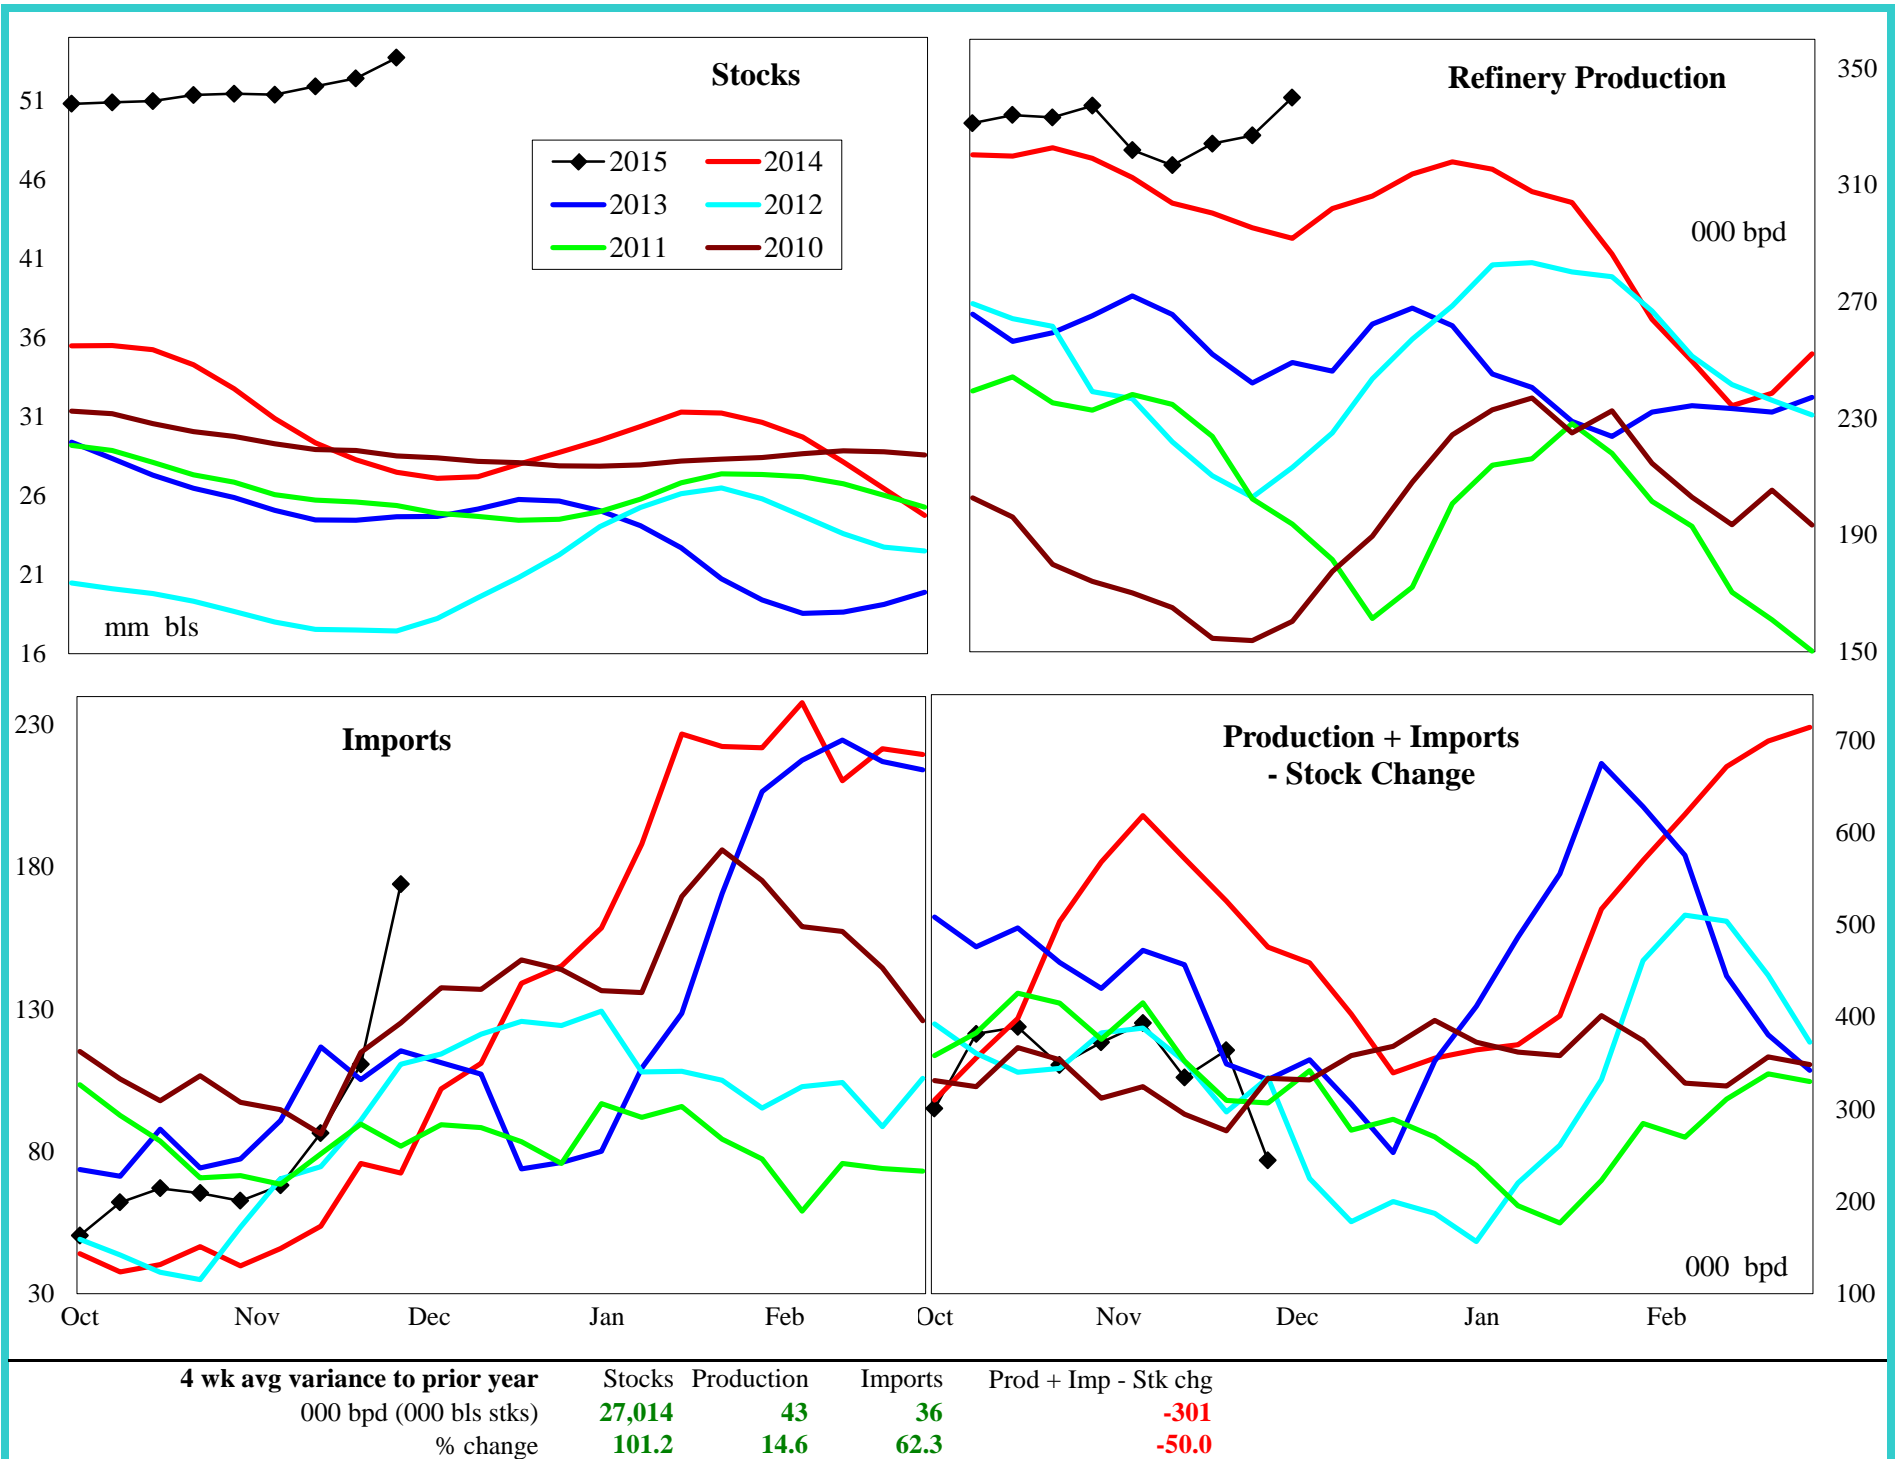 Stocks
51
46
41
36
31
26
21
16
2015 2014
2013 2012
2011 2010
mm bls
Refinery Production
000 bpd
350
310
270
230
190
150
Imports
230
180
130
80
30
Oct Nov Dec Jan Feb
Production + Imports
- Stock Change
700
600
500
400
300
200
100
000 bpd
Oct Nov Dec Jan Feb
4 wk avg variance to prior year Stocks Production Imports Prod + Imp - Stk chg
000 bpd (000 bls stks) 27,014 43 36 -301
% change 101.2 14.6 62.3 -50.0